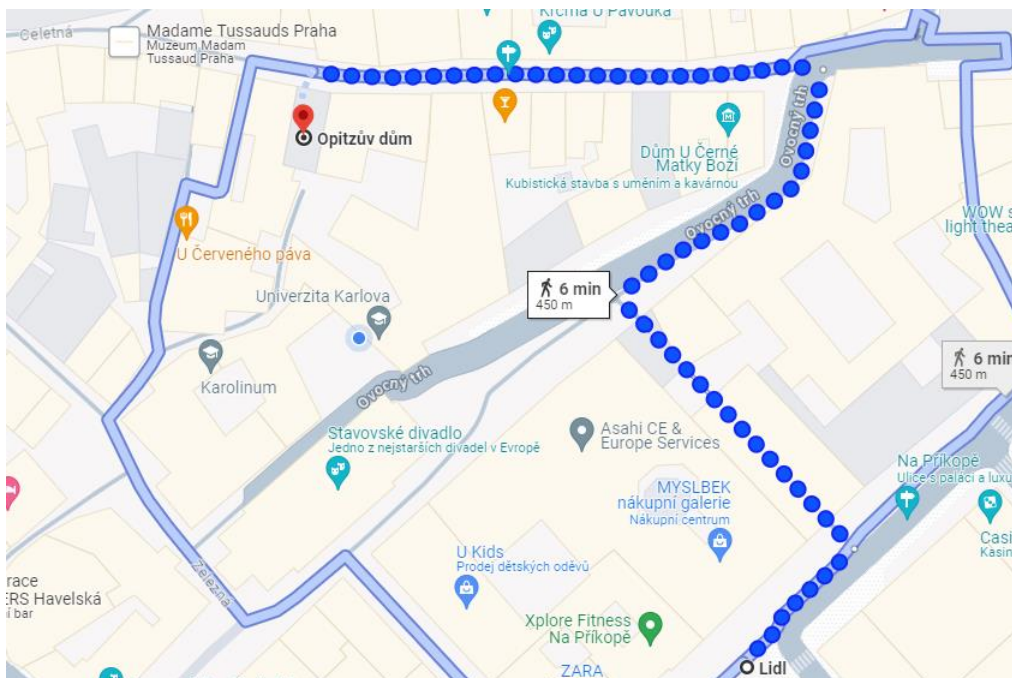 Celetná
Madame Tussauds Praha
Muzeum Madam
Tussaud Praha
Krčma U Pavouka
Opitzův dům
Ovocný trh
Dům U Černé
Matky Boží
Kubistická stavba s uměním a kavárnou
Ovocný trh
WOW s
light thea
U Červeného páva
6 min
450 m
Univerzita Karlova
Karolinum
Ovocný trh
6 min
450 m
Stavovské divadlo
Jedno z nejstarších divadel v Evropě
Asahi CE &
Europe Services
Na Příkopě
Ulice s paláci a luxu
MYSLBEK
nákupní galerie
Nákupní centrum
Casi
Kasin
U Kids
Prodej dětských oděvů
Železná
race
ERS Havelská
ní bar
Xplore Fitness
Na Příkopě
Lidl
ZARA